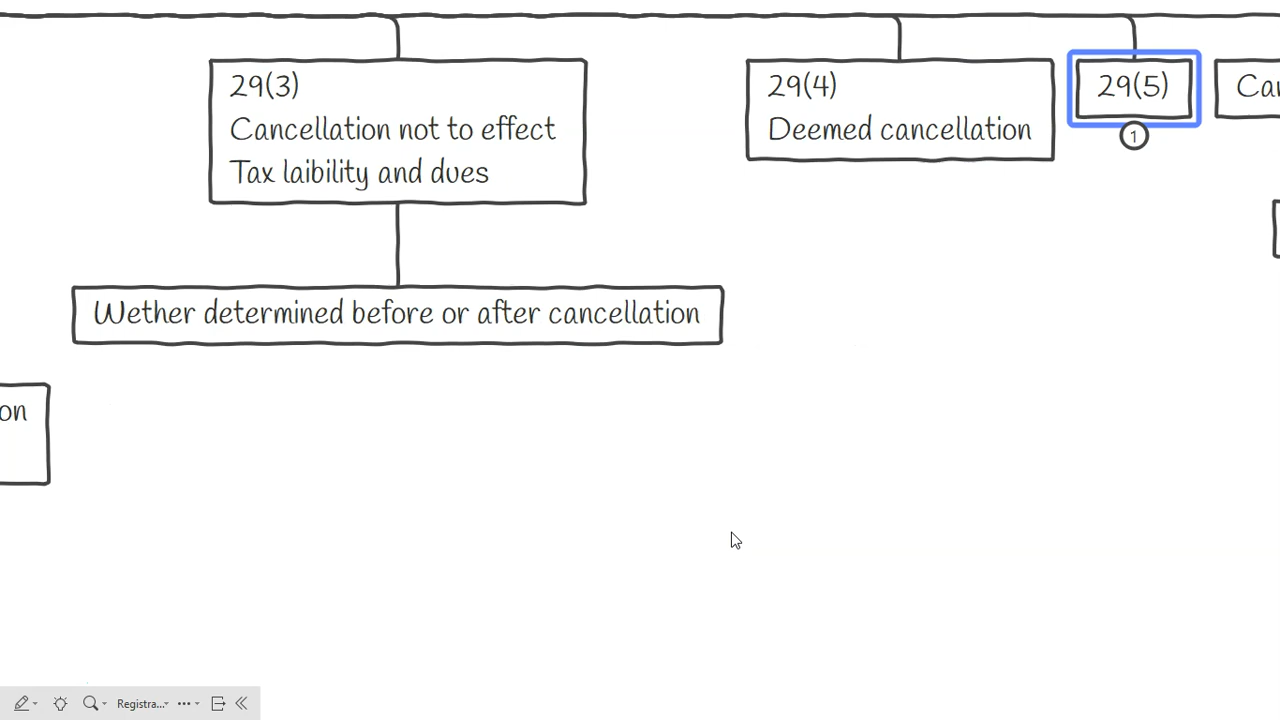 29(3)
Cancellation not to effect
Tax laibility and dues
29(4)
Deemed cancellation
29(5)
1
Wether determined before or after cancellation
on
Registra...